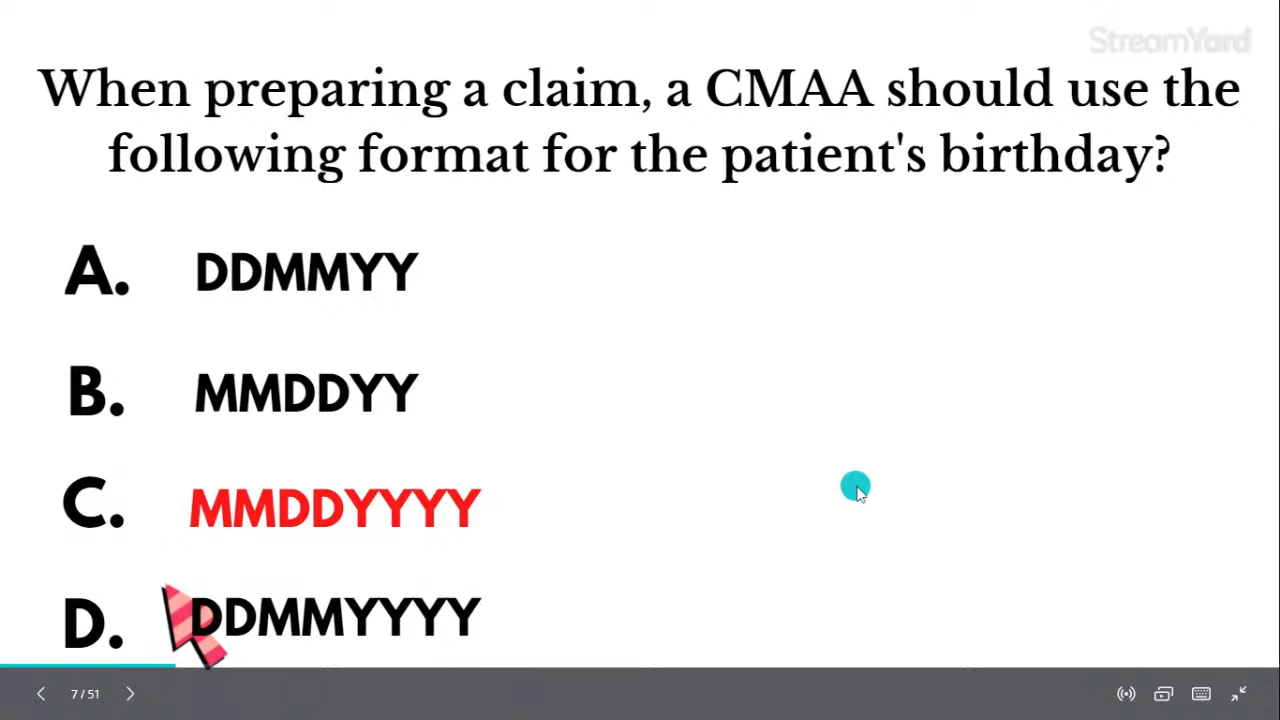 StreamYard
When preparing a claim, a CMAA should use the
following format for the patient's birthday?
A. DDMMYY
B. MMDDYY
C. MMDDYYYY
D. DDMMYYYY
7 / 51